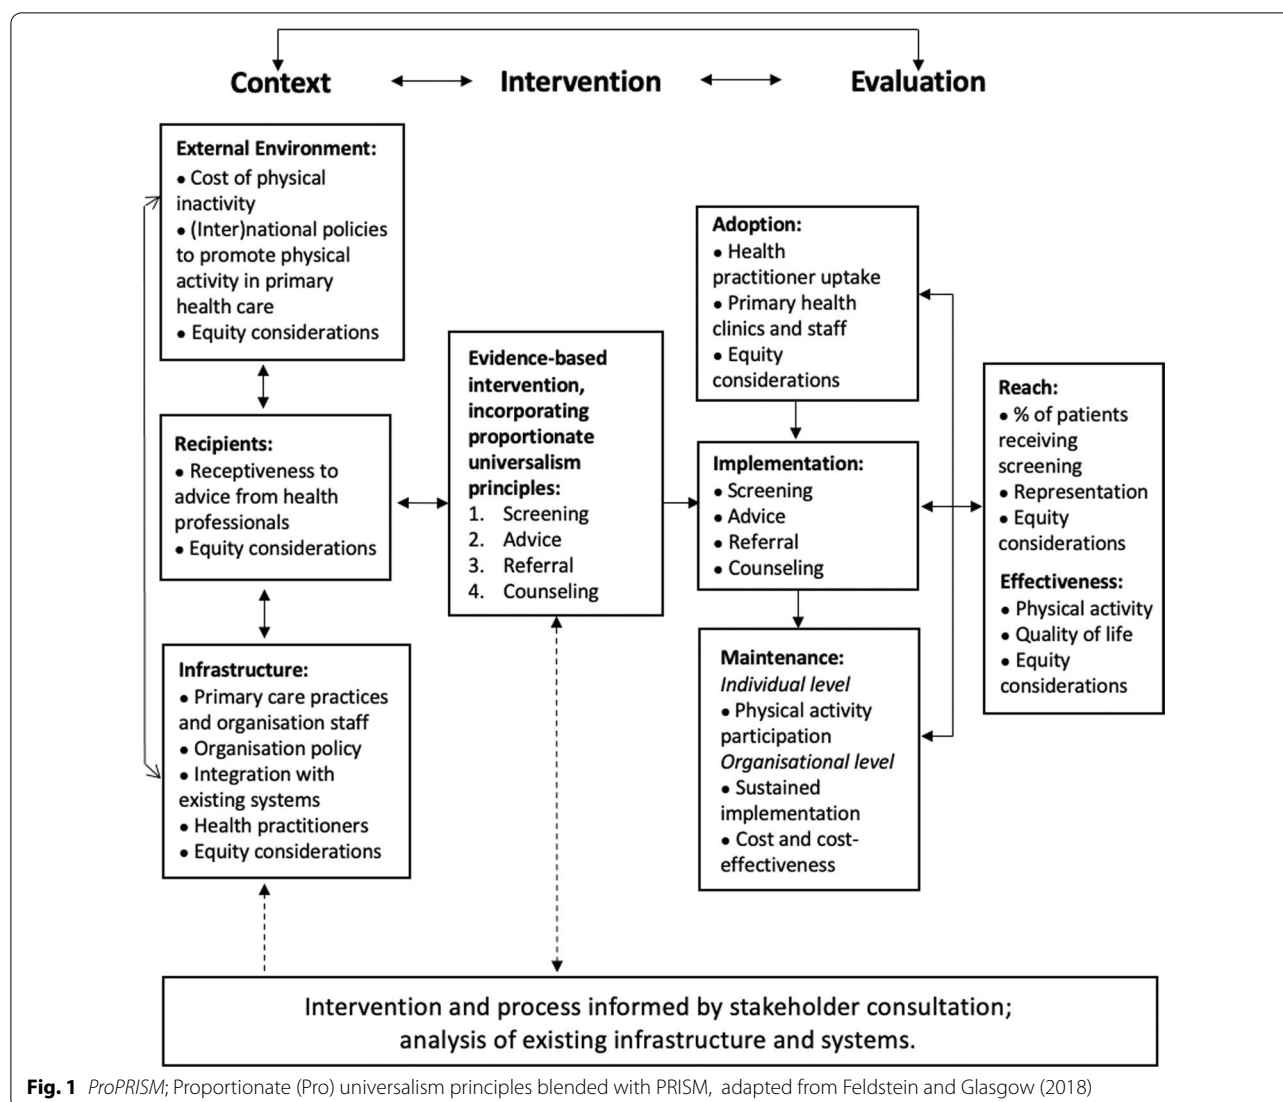 Context
Intervention
Evaluation
External Environment:
● Cost of physical
inactivity
● (Inter)national policies
to promote physical
activity in primary
health care
● Equity considerations
Recipients:
● Receptiveness to
advice from health
professionals
● Equity considerations
Infrastructure:
● Primary care practices
and organisation staff
● Organisation policy
● Integration with
existing systems
● Health practitioners
● Equity considerations
Evidence-based
intervention,
incorporating
proportionate
universalism
principles:
1. Screening
2. Advice
3. Referral
4. Counseling
Adoption:
● Health
practitioner uptake
● Primary health
clinics and staff
● Equity
considerations
Implementation:
● Screening
● Advice
● Referral
● Counseling
Maintenance:
Individual level
● Physical activity
participation
Organisational level
● Sustained
implementation
● Cost and cost-
effectiveness
Reach:
● % of patients
receiving
screening
● Representation
● Equity
considerations
Effectiveness:
● Physical activity
● Quality of life
● Equity
considerations
Intervention and process informed by stakeholder consultation;
analysis of existing infrastructure and systems.
Fig. 1 ProPRISM; Proportionate (Pro) universalism principles blended with PRISM, adapted from Feldstein and Glasgow (2018)